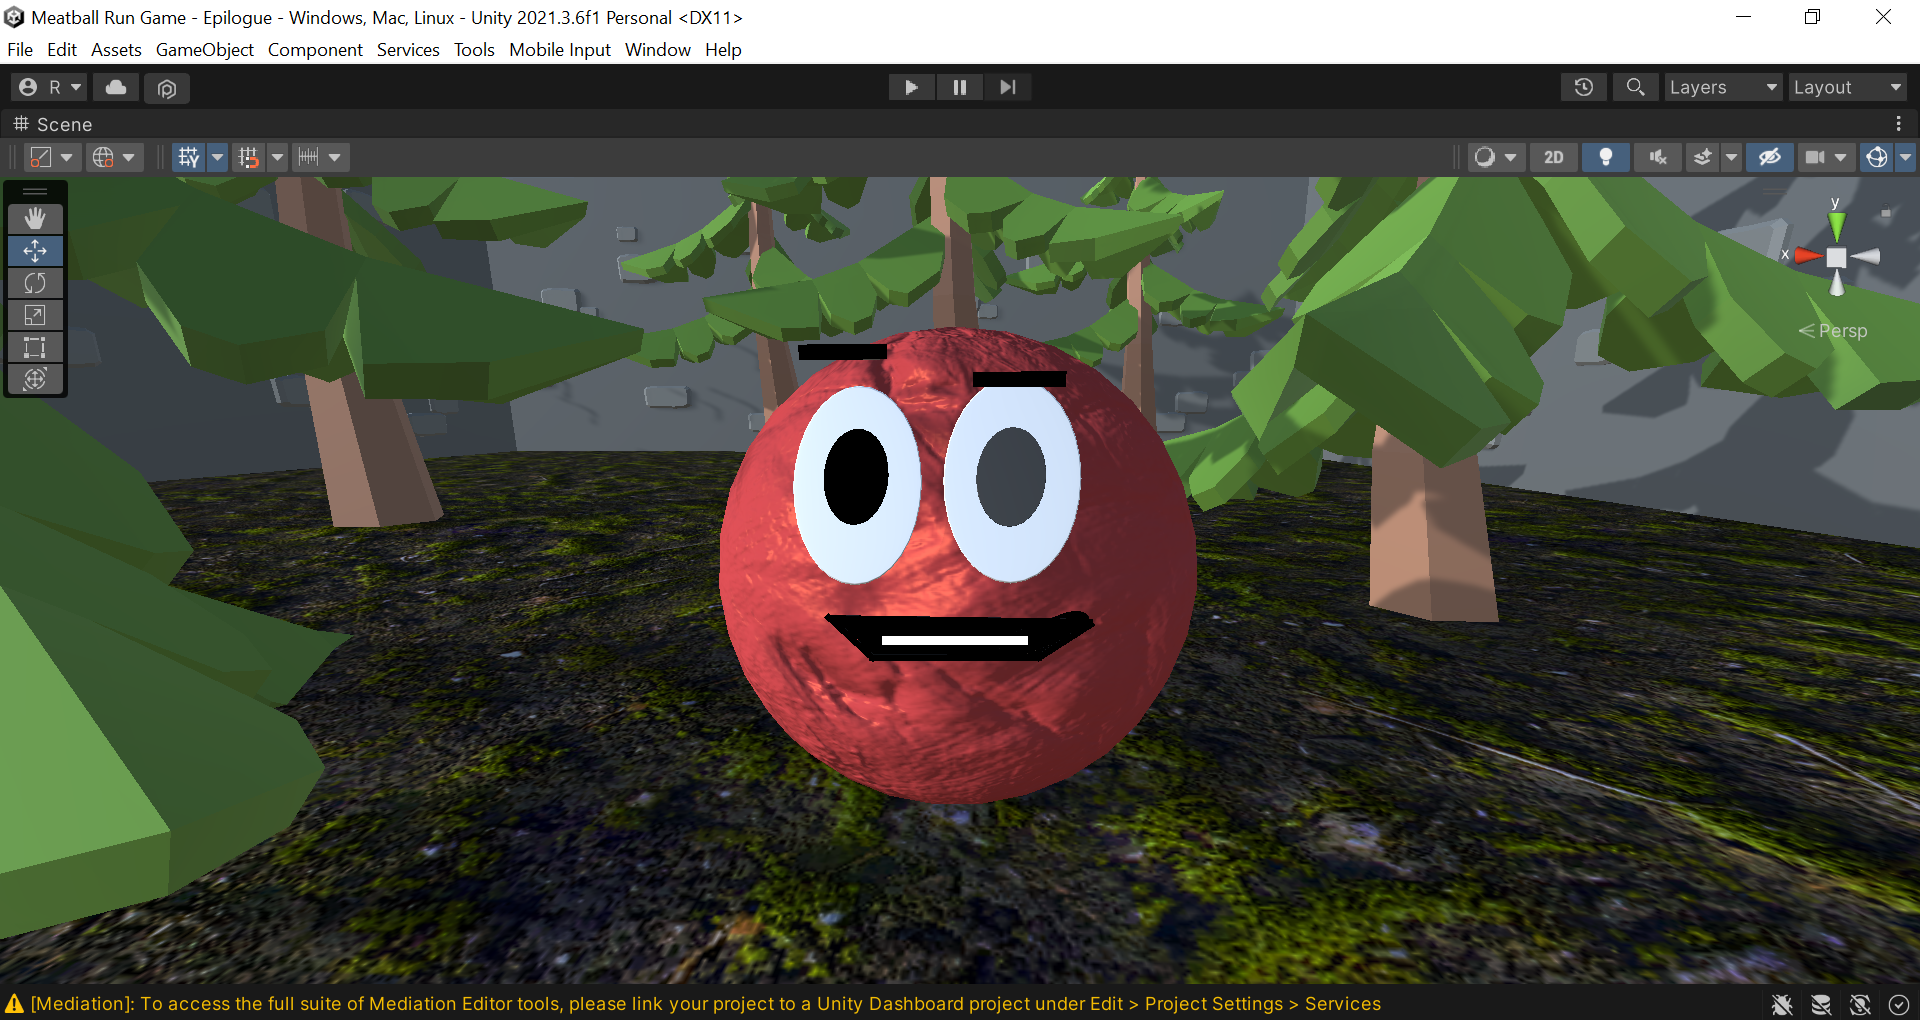 Meatball Run Game - Epilogue - Windows, Mac, Linux - Unity 2021.3.6f1 Personal <DX11>
File Edit Assets GameObject Component Services Tools Mobile Input Window Help
R Layers Layout
Scene
2D
y
x
< Persp
[Mediation]: To access the full suite of Mediation Editor tools, please link your project to a Unity Dashboard project under Edit > Project Settings > Services